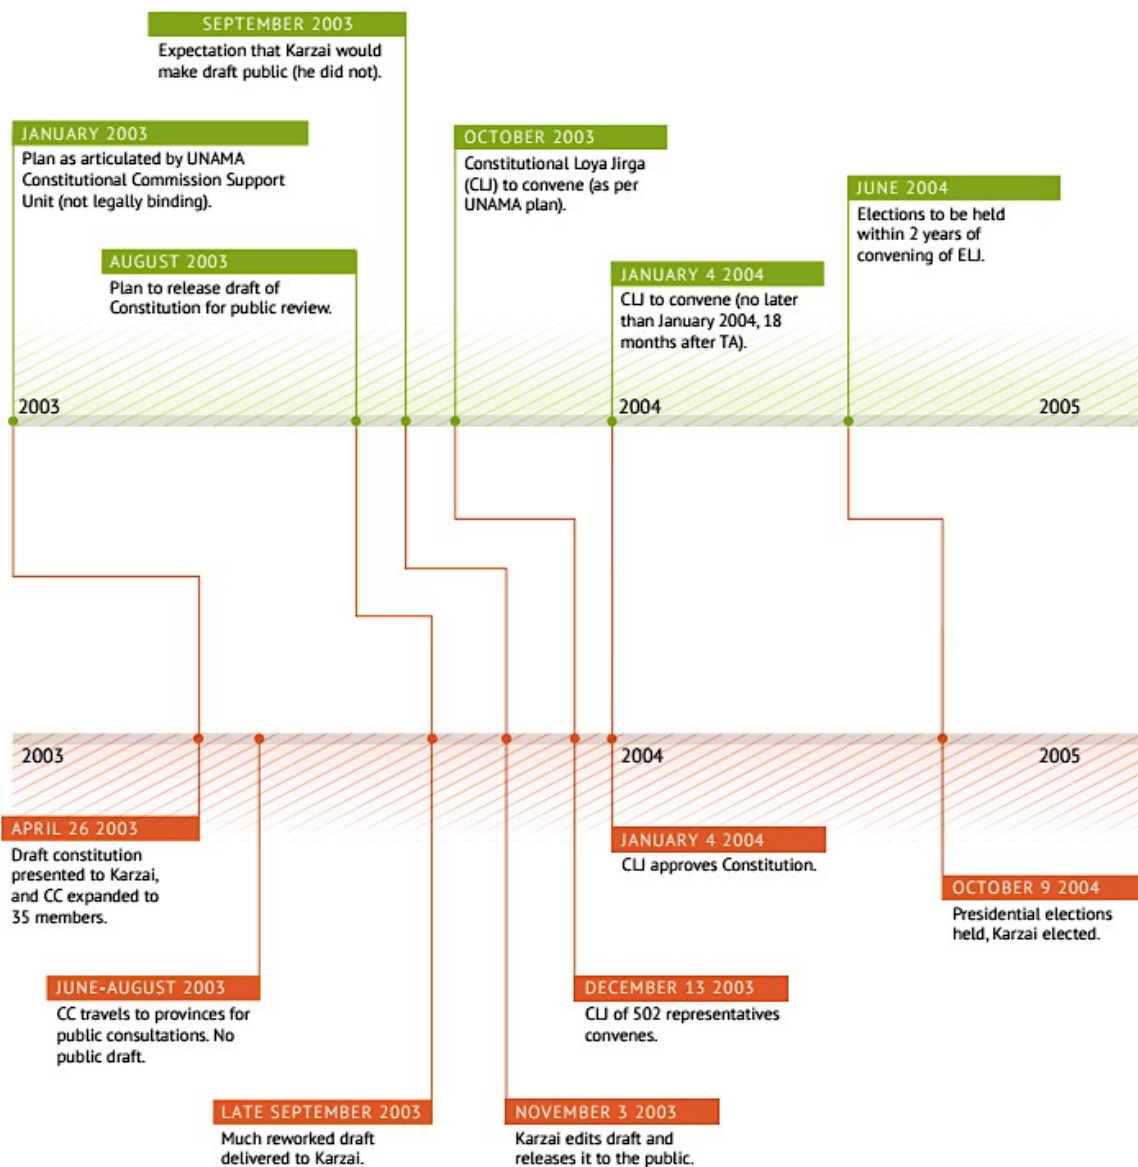 SEPTEMBER 2003
Expectation that Karzai would
make draft public (he did not).
JANUARY 2003
Plan as articulated by UNAMA
Constitutional Commission Support
Unit (not legally binding).
OCTOBER 2003
Constitutional Loya Jirga
(CLJ) to convene (as per
UNAMA plan).
JUNE 2004
Elections to be held
within 2 years of
convening of ELJ.
AUGUST 2003
Plan to release draft of
Constitution for public review.
JANUARY 4 2004
CLJ to convene (no later
than January 2004, 18
months after TA).
2003
2004
2005
2003
2004
2005
APRIL 26 2003
Draft constitution
presented to Karzai,
and CC expanded to
35 members.
JANUARY 4 2004
CLJ approves Constitution.
OCTOBER 9 2004
Presidential elections
held, Karzai elected.
JUNE-AUGUST 2003
CC travels to provinces for
public consultations. No
public draft.
DECEMBER 13 2003
CLJ of 502 representatives
convenes.
LATE SEPTEMBER 2003
Much reworked draft
delivered to Karzai.
NOVEMBER 3 2003
Karzai edits draft and
releases it to the public.